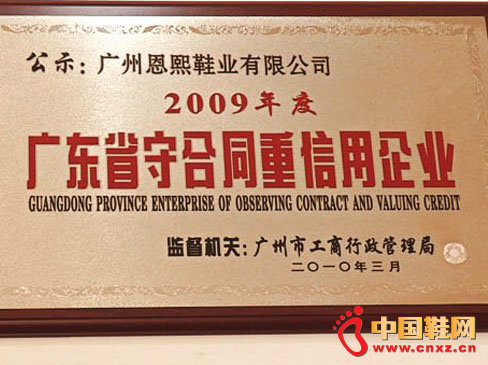 公示：广州恩熙鞋业有限公司
2009年度
广东省守合同重信用企业
GUANGDONG PROVINCE ENTERPRISE OF OBSERVING CONTRACT AND VALUING CREDIT
监督机关：广州市工商行政管理局
二〇一〇年三月
中国鞋网
www.cnxz.cn